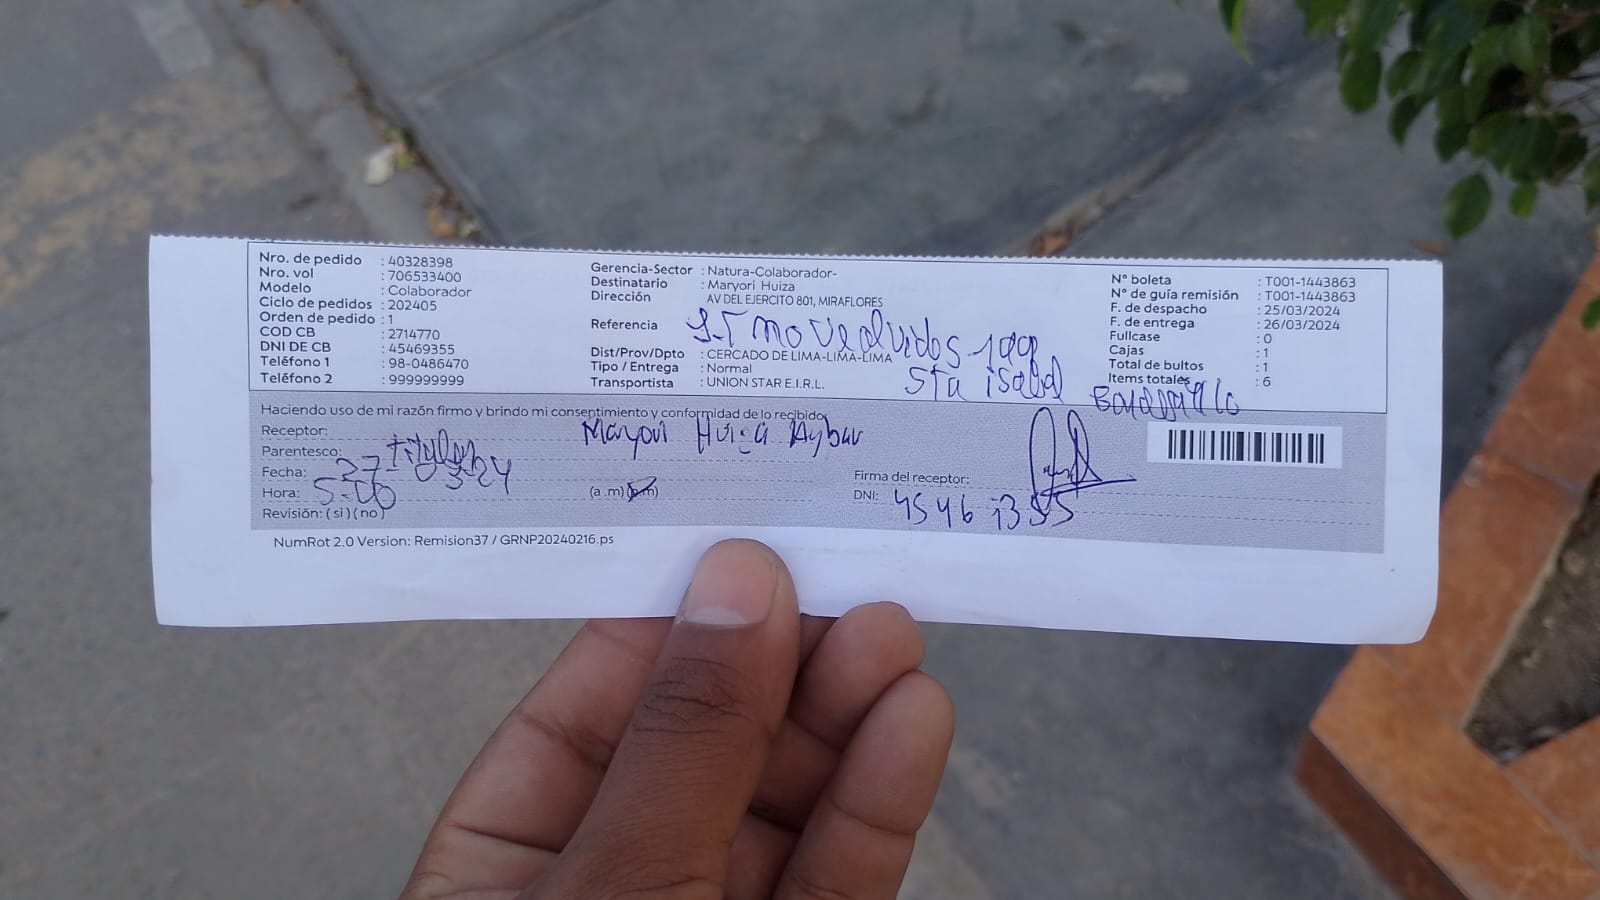 Nro. de pedido : 40328398
Nro. vol : 706533400
Modelo : Colaborador
Ciclo de pedidos : 202405
Orden de pedido : 1
COD CB : 2714770
DNI DE CB : 45469355
Teléfono 1 : 98-0486470
Teléfono 2 : 999999999
Gerencia-Sector : Natura-Colaborador-
Destinatario : Maryori Huiza
Dirección AV DEL EJERCITO 801, MIRAFLORES
Referencia
Dist/Prov/Dpto : CERCADO DE LIMA-LIMA-LIMA
Tipo / Entrega : Normal
Transportista : UNION STAR E.I.R.L.
Sta isabel
N° boleta : T001-1443863
N° de guía remisión : T001-1443863
F. de despacho : 25/03/2024
F. de entrega : 26/03/2024
Fullcase : 0
Cajas : 1
Total de bultos : 1
Items totales : 6
Haciendo uso de mi razón firmo y brindo mi consentimiento y conformidad de lo recibido
Receptor: Maryori Huiza Aybar
Parentesco: titular
Fecha: 27 3 24
Hora: 5:00 (a .m) (p.m)
Revisión: (si) (no)
Firma del receptor:
DNI:
NumRot 2.0 Version: Remision37 / GRNP20240216.ps